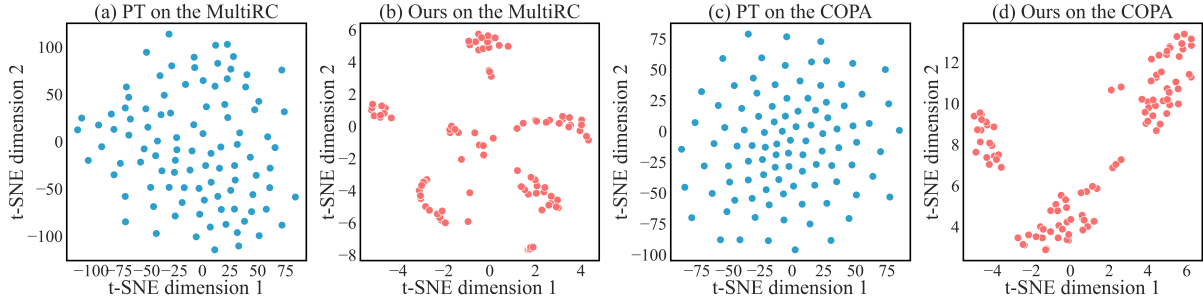 (a) PT on the MultiRC
t-SNE dimension 2
100
50
0
−50
−100
−100 −75 −50 −25 0 25 50 75
t-SNE dimension 1
(b) Ours on the MultiRC
t-SNE dimension 2
6
4
2
0
−2
−4
−6
−8
−4 −2 0 2 4
t-SNE dimension 1
(c) PT on the COPA
t-SNE dimension 2
75
50
25
0
−25
−50
−75
−100
−75 −50 −25 0 25 50 75
t-SNE dimension 1
(d) Ours on the COPA
t-SNE dimension 2
12
10
8
6
4
−4 −2 0 2 4 6
t-SNE dimension 1